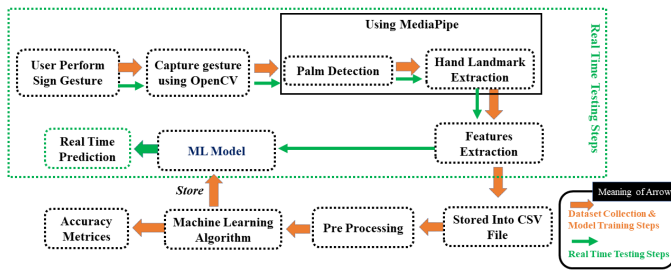 Using MediaPipe
User Perform
Sign Gesture
Capture gesture
using OpenCV
Palm Detection
Hand Landmark
Extraction
Real Time Testing Steps
Real Time
Prediction
ML Model
Features
Extraction
Store
Accuracy
Metrices
Machine Learning
Algorithm
Pre Processing
Stored Into CSV
File
Meaning of Arrow
Dataset Collection &
Model Training Steps
Real Time Testing Steps